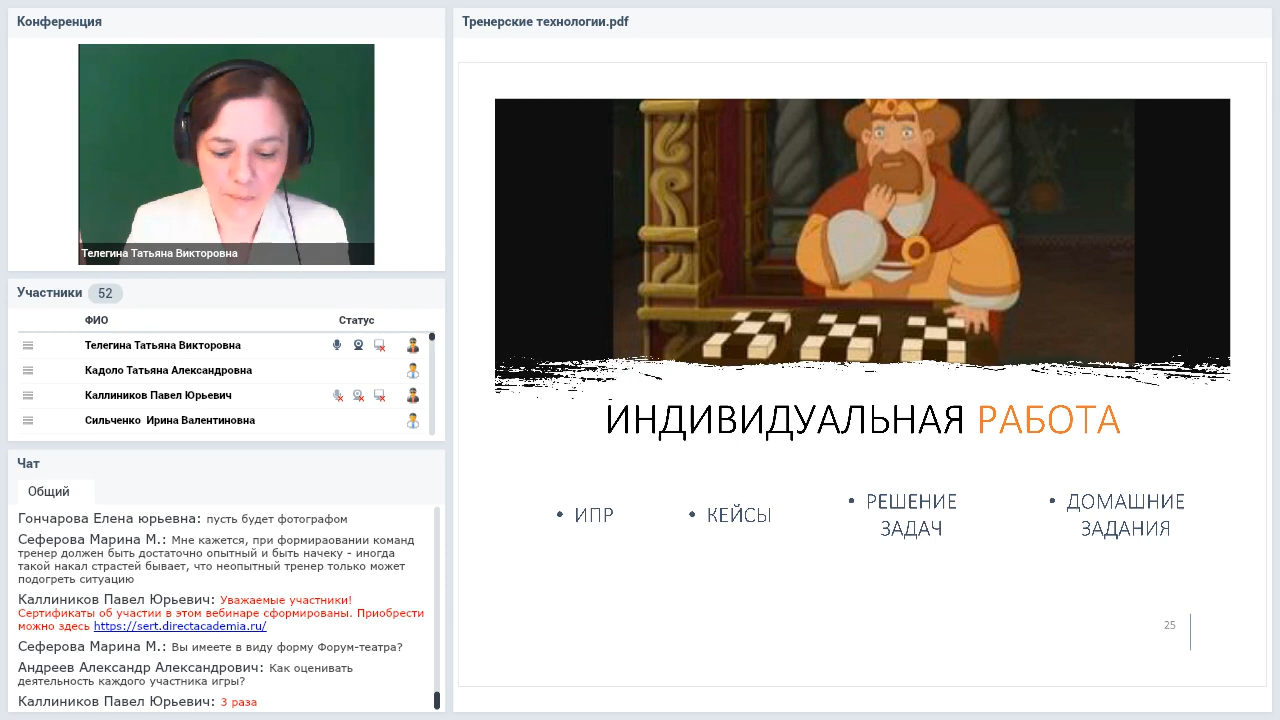 Конференция
Телегина Татьяна Викторовна
Участники 52
ФИО Статус
Телегина Татьяна Викторовна
Кадоло Татьяна Александровна
Каллиников Павел Юрьевич
Сильченко Ирина Валентиновна
Чат
Общий
Гончарова Елена юрьевна: пусть будет фотографом
Сеферова Марина М.: Мне кажется, при формираовании команд
тренер должен быть достаточно опытный и быть начеку - иногда
такой накал страстей бывает, что неопытный тренер только может
подогреть ситуацию
Каллиников Павел Юрьевич: Уважаемые участники!
Сертификаты об участии в этом вебинаре сформированы. Приобрести
можно здесь https://sert.directacademia.ru/
Сеферова Марина М.: Вы имеете в виду форму Форум-театра?
Андреев Александр Александрович: Как оценивать
деятельность каждого участника игры?
Каллиников Павел Юрьевич: 3 раза
Тренерские технологии.pdf
ИНДИВИДУАЛЬНАЯ РАБОТА
• ИПР
• КЕЙСЫ
• РЕШЕНИЕ
ЗАДАЧ
• ДОМАШНИЕ
ЗАДАНИЯ
25